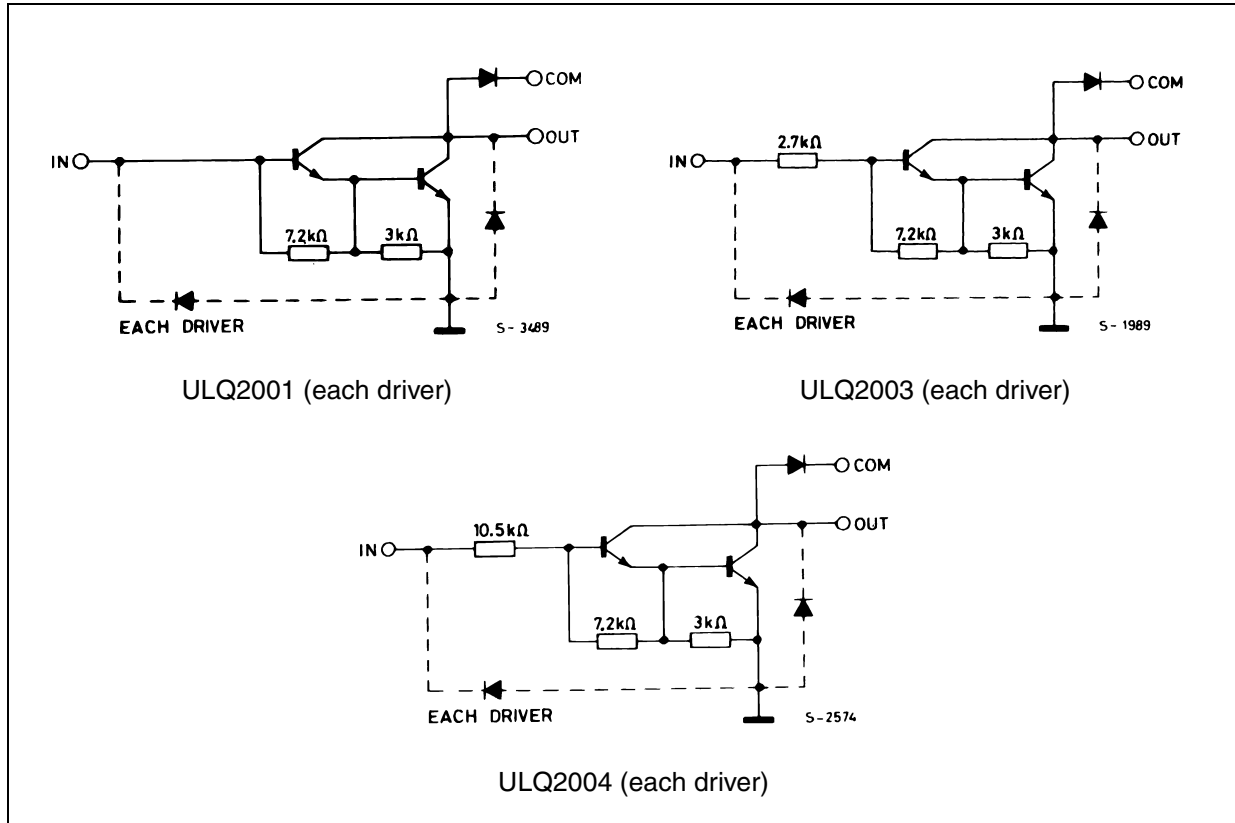 COM
OUT
IN
7.2kΩ
3kΩ
EACH DRIVER
S-3489
ULQ2001 (each driver)
COM
OUT
2.7kΩ
IN
7.2kΩ
3kΩ
EACH DRIVER
S-1989
ULQ2003 (each driver)
COM
OUT
10.5kΩ
IN
7.2kΩ
3kΩ
EACH DRIVER
S-2574
ULQ2004 (each driver)